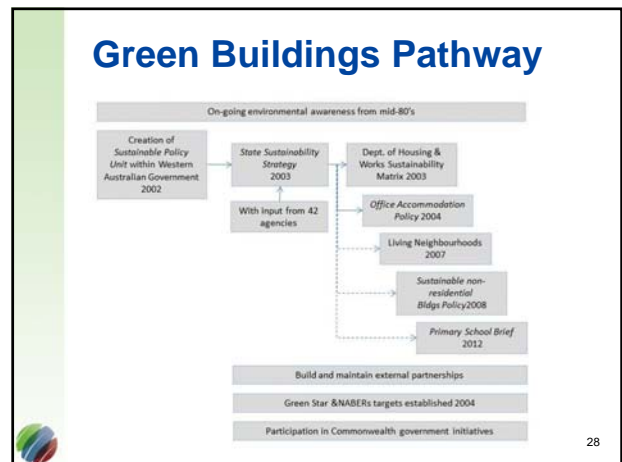 Green Buildings Pathway
On-going environmental awareness from mid-80's
Creation of
Sustainable Policy
Unit within Western
Australian Government
2002
State Sustainability
Strategy
2003
With input from 42
agencies
Dept. of Housing &
Works Sustainability
Matrix 2003
Office Accommodation
Policy 2004
Living Neighbourhoods
2007
Sustainable non-
residential
Bldgs Policy2008
Primary School Brief
2012
Build and maintain external partnerships
Green Star &NABERs targets established 2004
Participation in Commonwealth government initiatives
28